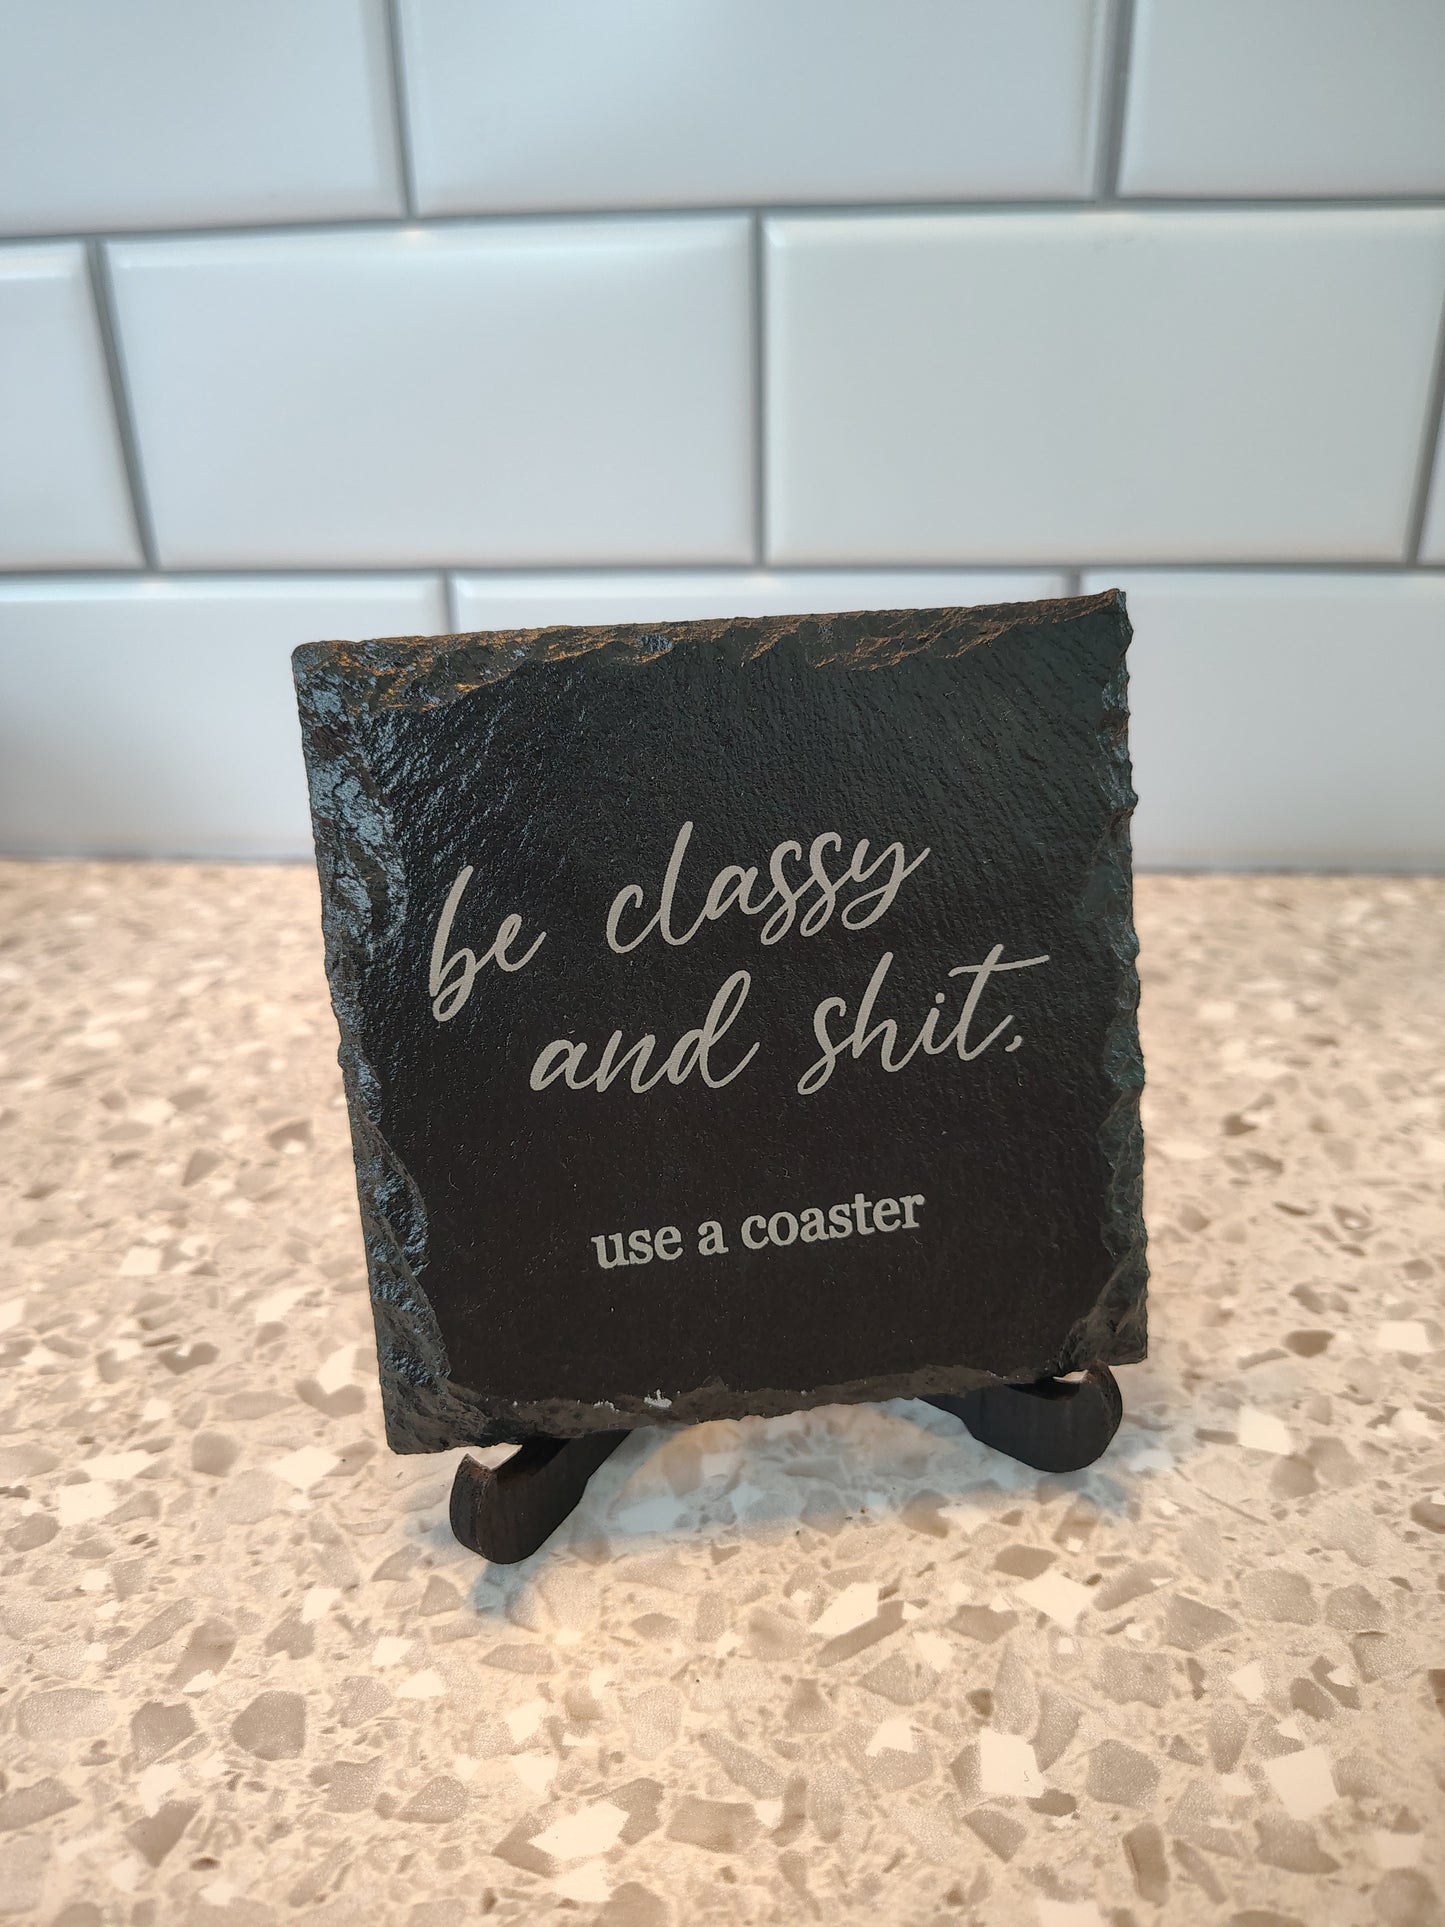 be classy
and shit,
use a coaster